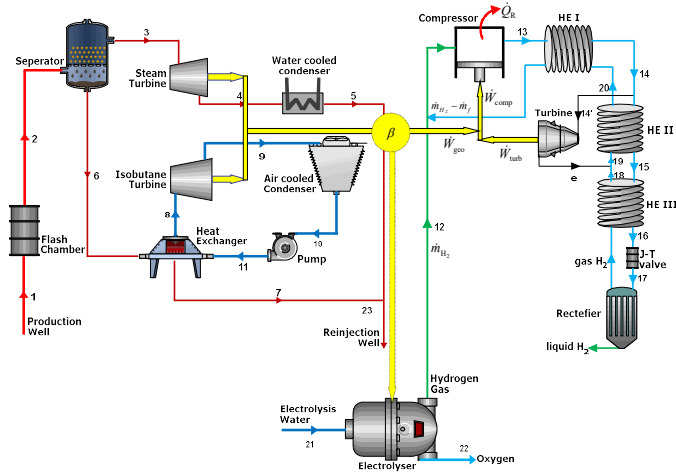 Compressor
Q̇R
HE I
3
13
Seperator
Water cooled
condenser
Steam
Turbine
14
20
ṁH2 − ṁf
Ẇcomp
4
5
Turbine
14'
2
β
HE II
Ẇgeo
Ẇturb
9
19
15
6
Isobutane
Turbine
Air cooled
Condenser
e
18
HE III
8
Heat
Exchanger
12
16
Flash
Chamber
10
ṁH2
gas H2
J-T
valve
11
Pump
17
1
7
23
Rectefier
Production
Well
Reinjection
Well
liquid H2
Hydrogen
Gas
Electrolysis
Water
21
22
Oxygen
Electrolyser